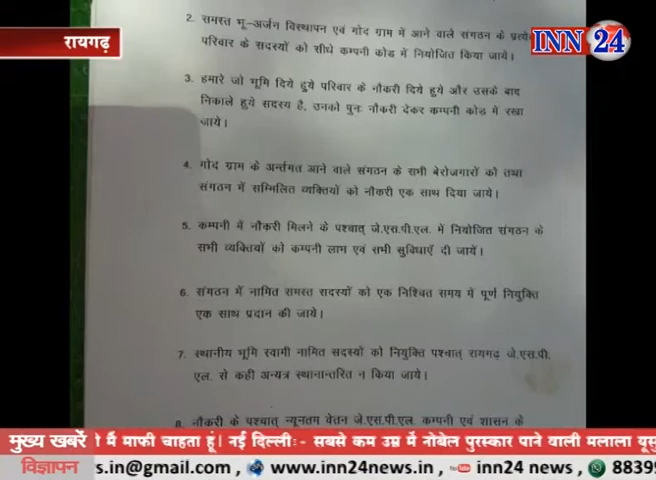 रायगढ़
INN 24
2. समस्त भू-अर्जन विस्थापन एवं गोद ग्राम में आने वाले संगठन के
परिवार के सदस्यों को सीधे कम्पनी कोड में नियोजित किया जाये।
3. हमारे जो भूमि दिये हुये परिवार के नौकरी दिये हुये और उसके बाद
निकाले हुये सदस्य है, उनको पुनः नौकरी देकर कम्पनी कोड में रखा
जाये।
4. गोद ग्राम के अर्न्तगत आने वाले संगठन के सभी बेरोजगारों को तथा
संगठन में सम्मिलित व्यक्तियों को नौकरी एक साथ दिया जाये।
5. कम्पनी में नौकरी मिलने के पश्चात् जे.एस.पी.एल. में नियोजित संगठन के
सभी व्यक्तियों को कम्पनी लाभ एवं सभी सुविधाएँ दी जायें।
6. संगठन में नामित समस्त सदस्यों को एक निश्चित समय में पूर्ण नियुक्ति
एक साथ प्रदान की जाये।
7. स्थानीय भूमि स्वामी नामित सदस्यों को नियुक्ति पश्चात् रायगढ़ जे.एस.पी.
एल. से कही अन्यत्र स्थानान्तरित न किया जाये।
8. नौकरी के पश्चात् न्यूनतम वेतन जे.एस.पी.एल. कम्पनी एवं शासन के
मुख्य खबरें मैं माफी चाहता हूं। नई दिल्लीः - सबसे कम उम्र में नोबेल पुरस्कार पाने वाली मलाला
विज्ञापन s.in@gmail.com, www.inn24news.in, inn24 news, 8839